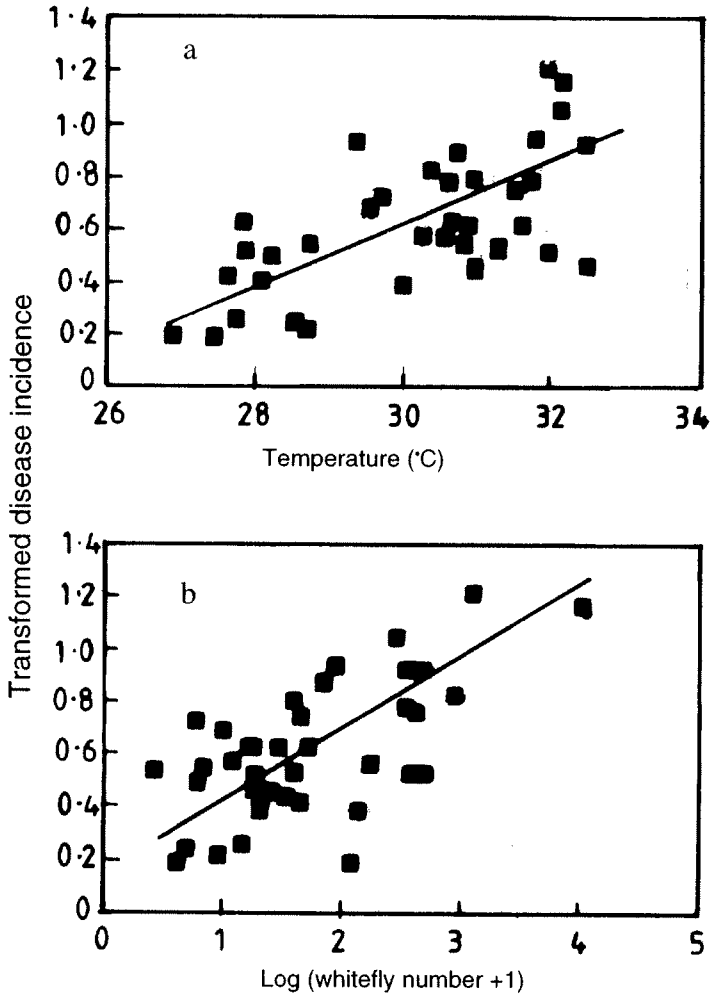 Transformed disease incidence
a
1·4
1·2
1·0
0·8
0·6
0·4
0·2
0
26 28 30 32 34
Temperature (°C)
b
1·4
1·2
1·0
0·8
0·6
0·4
0·2
0
0 1 2 3 4 5
Log (whitefly number +1)